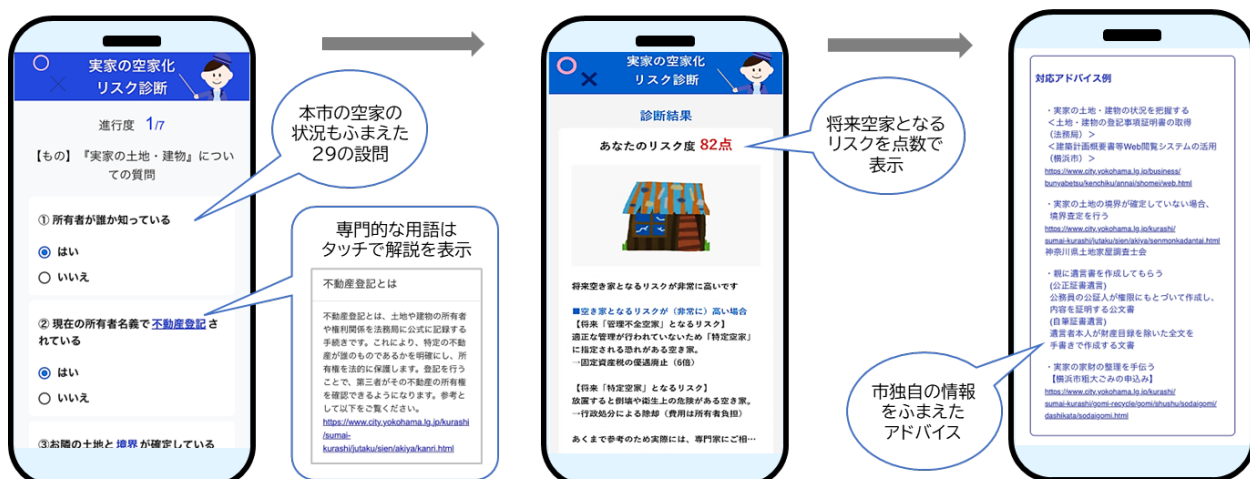 実家の空家化
リスク診断
進行度 1/7
【もの】『実家の土地・建物』につい
ての質問
① 所有者が誰か知っている
はい
いいえ
② 現在の所有者名義で不動産登記さ
れている
はい
いいえ
③お隣の土地と境界が確定している
本市の空家の
状況もふまえた
29の設問
専門的な用語は
タッチで解説を表示
不動産登記とは
不動産登記とは、土地や建物の所有者
や権利関係を法務局に公式に記録する
手続きです。これにより、特定の不動
産が誰のものであるかを明確にし、所
有権を法的に保護します。登記を行う
ことで、第三者がその不動産の所有権
を確認できるようになります。参考と
して以下をご覧ください。
https://www.city.yokohama.lg.jp/kurashi
/sumai-
kurashi/jutaku/sien/akiya/kanri.html
実家の空家化
リスク診断
診断結果
あなたのリスク度 82点
将来空き家となるリスクが非常に高いです
■空き家となるリスクが（非常に）高い場合
【将来「管理不全空家」となるリスク】
適正な管理が行われていないため「特定空家」
に指定される恐れがある空き家。
→固定資産税の優遇廃止（6倍）
【将来「特定空家」となるリスク】
放置すると倒壊や衛生上の危険がある空き家。
→行政処分による除却（費用は所有者負担）
あくまで参考のため実際には、専門家にご相…
将来空家となる
リスクを点数で
表示
対応アドバイス例
・実家の土地・建物の状況を把握する
＜土地・建物の登記事項証明書の取得
（法務局）＞
＜建築計画概要書等Web閲覧システムの活用
（横浜市）＞
https://www.city.yokohama.lg.jp/business/
bunyabetsu/kenchiku/annai/shomei/web.html
・実家の土地の境界が確定していない場合、
境界査定を行う
https://www.city.yokohama.lg.jp/kurashi/
sumai-kurashi/jutaku/sien/akiya/senmonkadantai.html
神奈川県土地家屋調査士会
・親に遺言書を作成してもらう
(公正証書遺言)
公務員の公証人が権限にもとづいて作成し、
内容を証明する公文書
(自筆証書遺言)
遺言者本人が財産目録を除いた全文を
手書きで作成する文書
・実家の家財の整理を手伝う
【横浜市粗大ごみの申込み】
https://www.city.yokohama.lg.jp/kurashi/
sumai-kurashi/gomi-recycle/gomi/shushu/sodaigomi/
dashikata/sodaigomi.html
市独自の情報
をふまえた
アドバイス